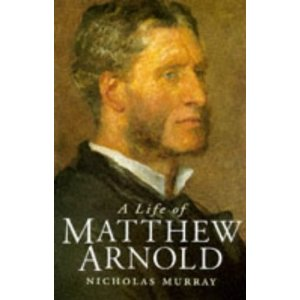 A Life of
MATTHEW
ARNOLD
NICHOLAS MURRAY